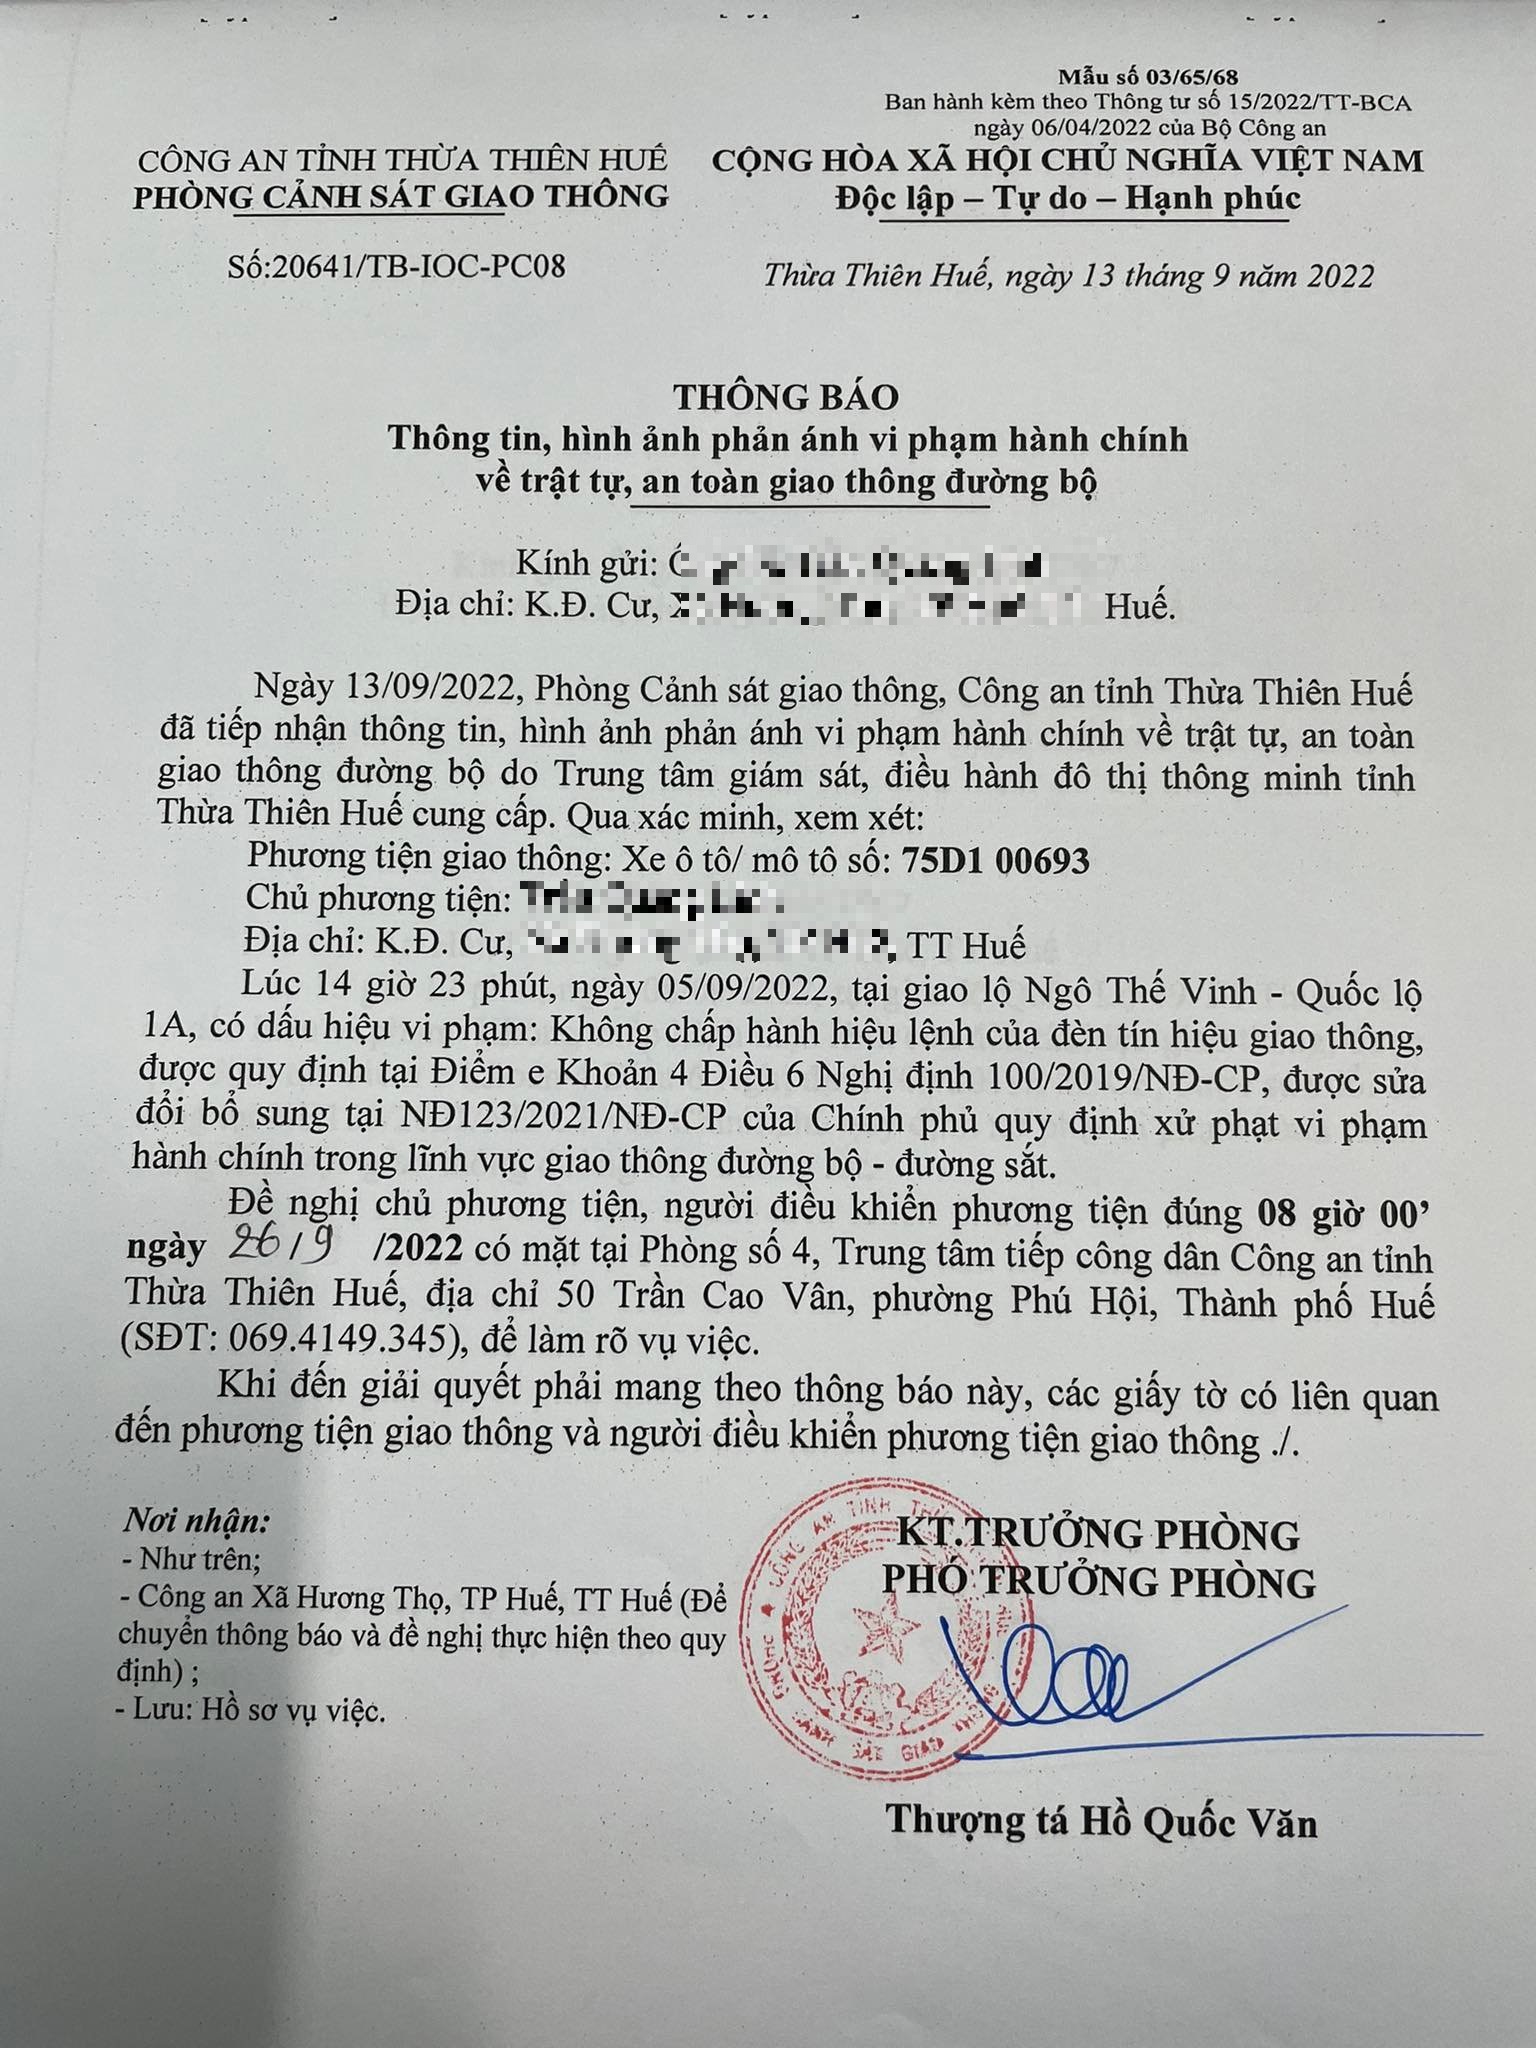 Mẫu số 03/65/68
Ban hành kèm theo Thông tư số 15/2022/TT-BCA
ngày 06/04/2022 của Bộ Công an
CÔNG AN TỈNH THỪA THIÊN HUẾ
PHÒNG CẢNH SÁT GIAO THÔNG
CỘNG HÒA XÃ HỘI CHỦ NGHĨA VIỆT NAM
Độc lập – Tự do – Hạnh phúc
Số:20641/TB-IOC-PC08
Thừa Thiên Huế, ngày 13 tháng 9 năm 2022
THÔNG BÁO
Thông tin, hình ảnh phản ánh vi phạm hành chính
về trật tự, an toàn giao thông đường bộ
Kính gửi:
Địa chỉ: K.Đ. Cư, Huế.
Ngày 13/09/2022, Phòng Cảnh sát giao thông, Công an tỉnh Thừa Thiên Huế
đã tiếp nhận thông tin, hình ảnh phản ánh vi phạm hành chính về trật tự, an toàn
giao thông đường bộ do Trung tâm giám sát, điều hành đô thị thông minh tỉnh
Thừa Thiên Huế cung cấp. Qua xác minh, xem xét:
Phương tiện giao thông: Xe ô tô/ mô tô số: 75D1 00693
Chủ phương tiện:
Địa chỉ: K.Đ. Cư, TT Huế
Lúc 14 giờ 23 phút, ngày 05/09/2022, tại giao lộ Ngô Thế Vinh - Quốc lộ
1A, có dấu hiệu vi phạm: Không chấp hành hiệu lệnh của đèn tín hiệu giao thông,
được quy định tại Điểm e Khoản 4 Điều 6 Nghị định 100/2019/NĐ-CP, được sửa
đổi bổ sung tại NĐ123/2021/NĐ-CP của Chính phủ quy định xử phạt vi phạm
hành chính trong lĩnh vực giao thông đường bộ - đường sắt.
Đề nghị chủ phương tiện, người điều khiển phương tiện đúng 08 giờ 00’
ngày 26/9 /2022 có mặt tại Phòng số 4, Trung tâm tiếp công dân Công an tỉnh
Thừa Thiên Huế, địa chỉ 50 Trần Cao Vân, phường Phú Hội, Thành phố Huế
(SĐT: 069.4149.345), để làm rõ vụ việc.
Khi đến giải quyết phải mang theo thông báo này, các giấy tờ có liên quan
đến phương tiện giao thông và người điều khiển phương tiện giao thông ./.
Nơi nhận:
- Như trên;
- Công an Xã Hương Thọ, TP Huế, TT Huế (Để
chuyển thông báo và đề nghị thực hiện theo quy
định) ;
- Lưu: Hồ sơ vụ việc.
KT.TRƯỞNG PHÒNG
PHÓ TRƯỞNG PHÒNG
CÔNG AN TỈNH
Thượng tá Hồ Quốc Văn